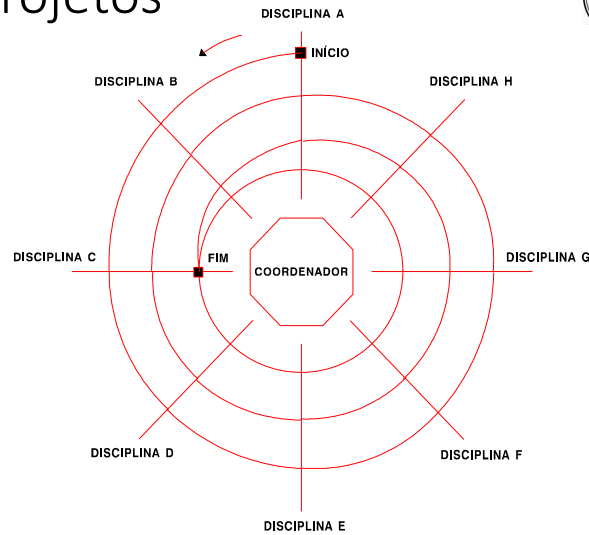 rojetos
DISCIPLINA A
INÍCIO
DISCIPLINA B
DISCIPLINA H
DISCIPLINA C
FIM
COORDENADOR
DISCIPLINA G
DISCIPLINA D
DISCIPLINA F
DISCIPLINA E